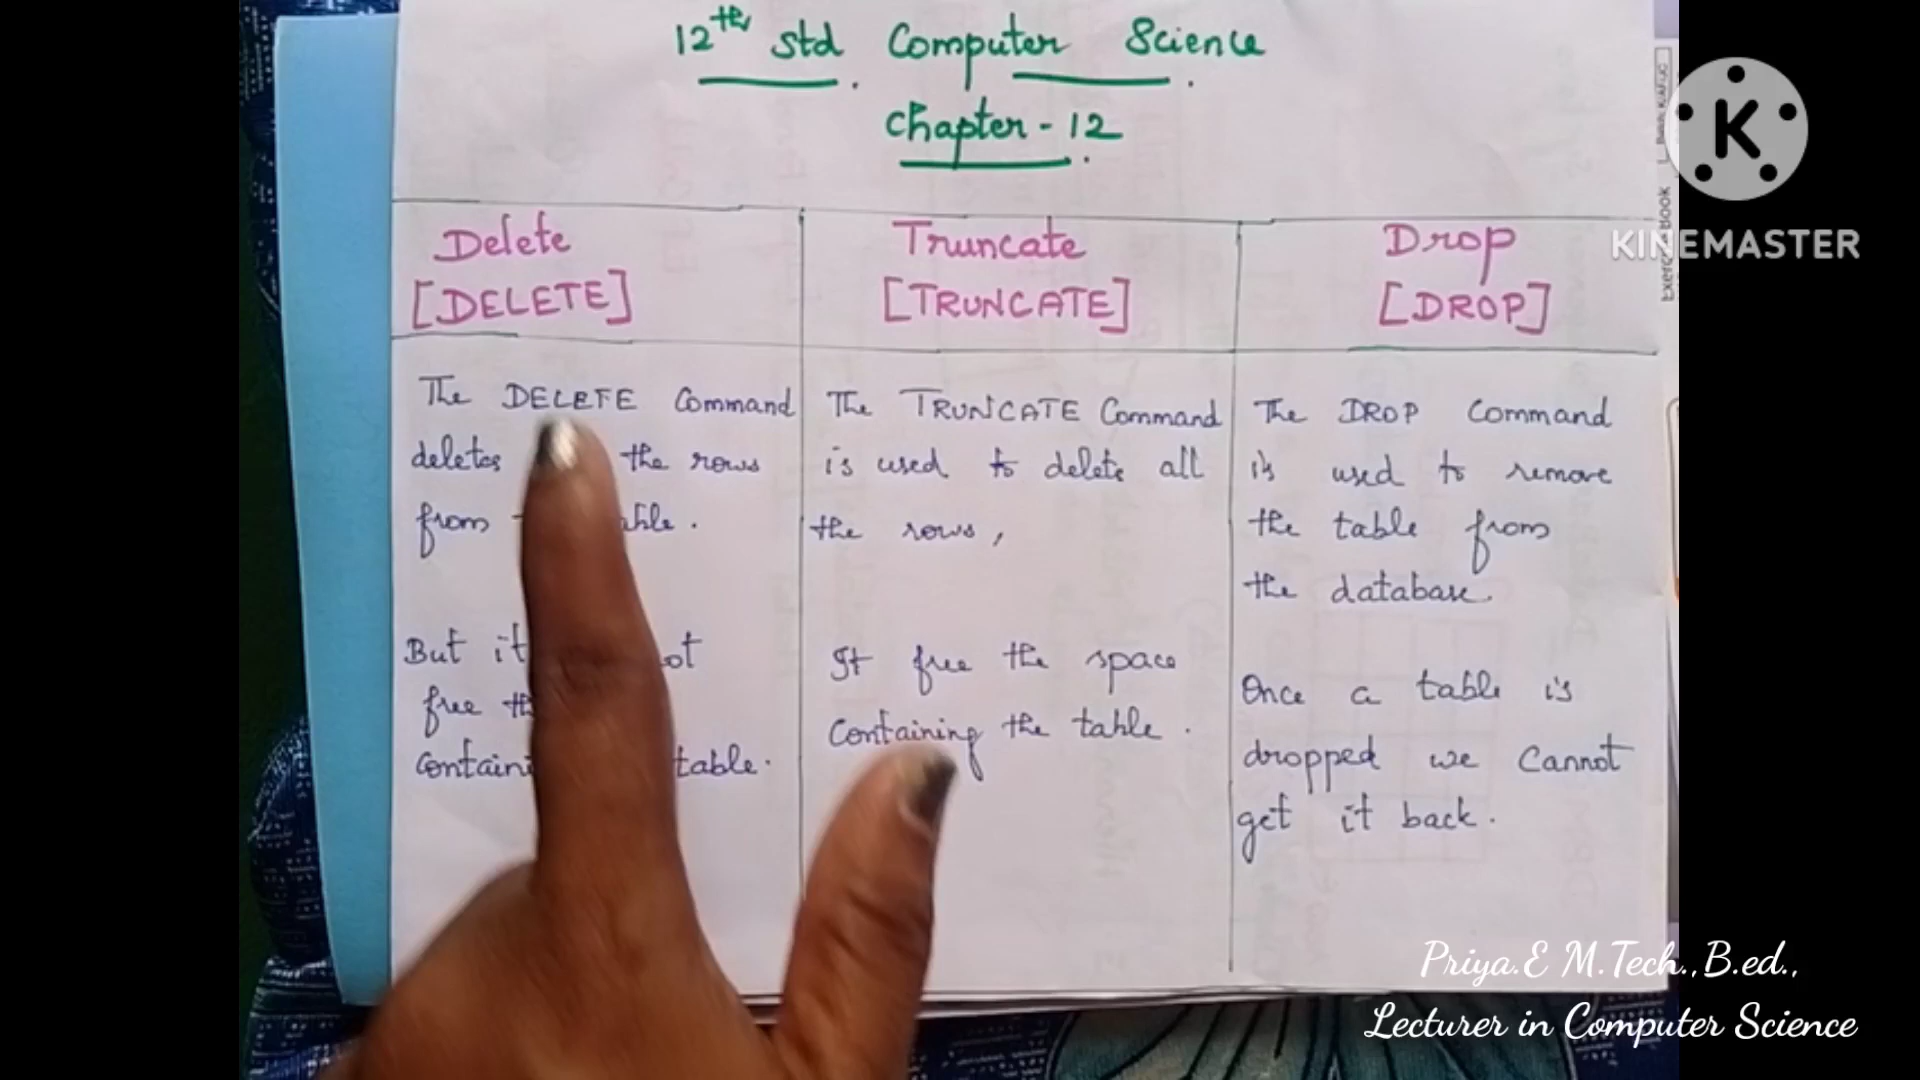 12th std Computer Science
Chapter - 12
Delete
[DELETE]
Truncate
[TRUNCATE]
Drop
[DROP]
The DELETE Command
deletes the rows
from
But it
free
table.
The TRUNCATE Command
is used to delete all
the rows,
It free the space
Containing the table.
The DROP command
is used to remove
the table from
the database.
Once a table is
dropped we cannot
get it back.
K
KINEMASTER
Priya.E M.Tech.,B.ed.,
Lecturer in Computer Science